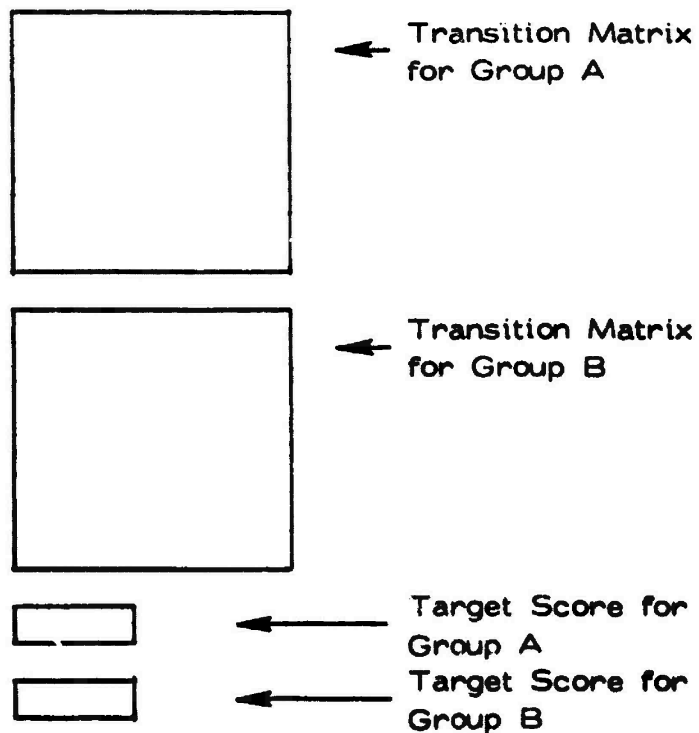 Transition Matrix
for Group A
Transition Matrix
for Group B
Target Score for
Group A
Target Score for
Group B